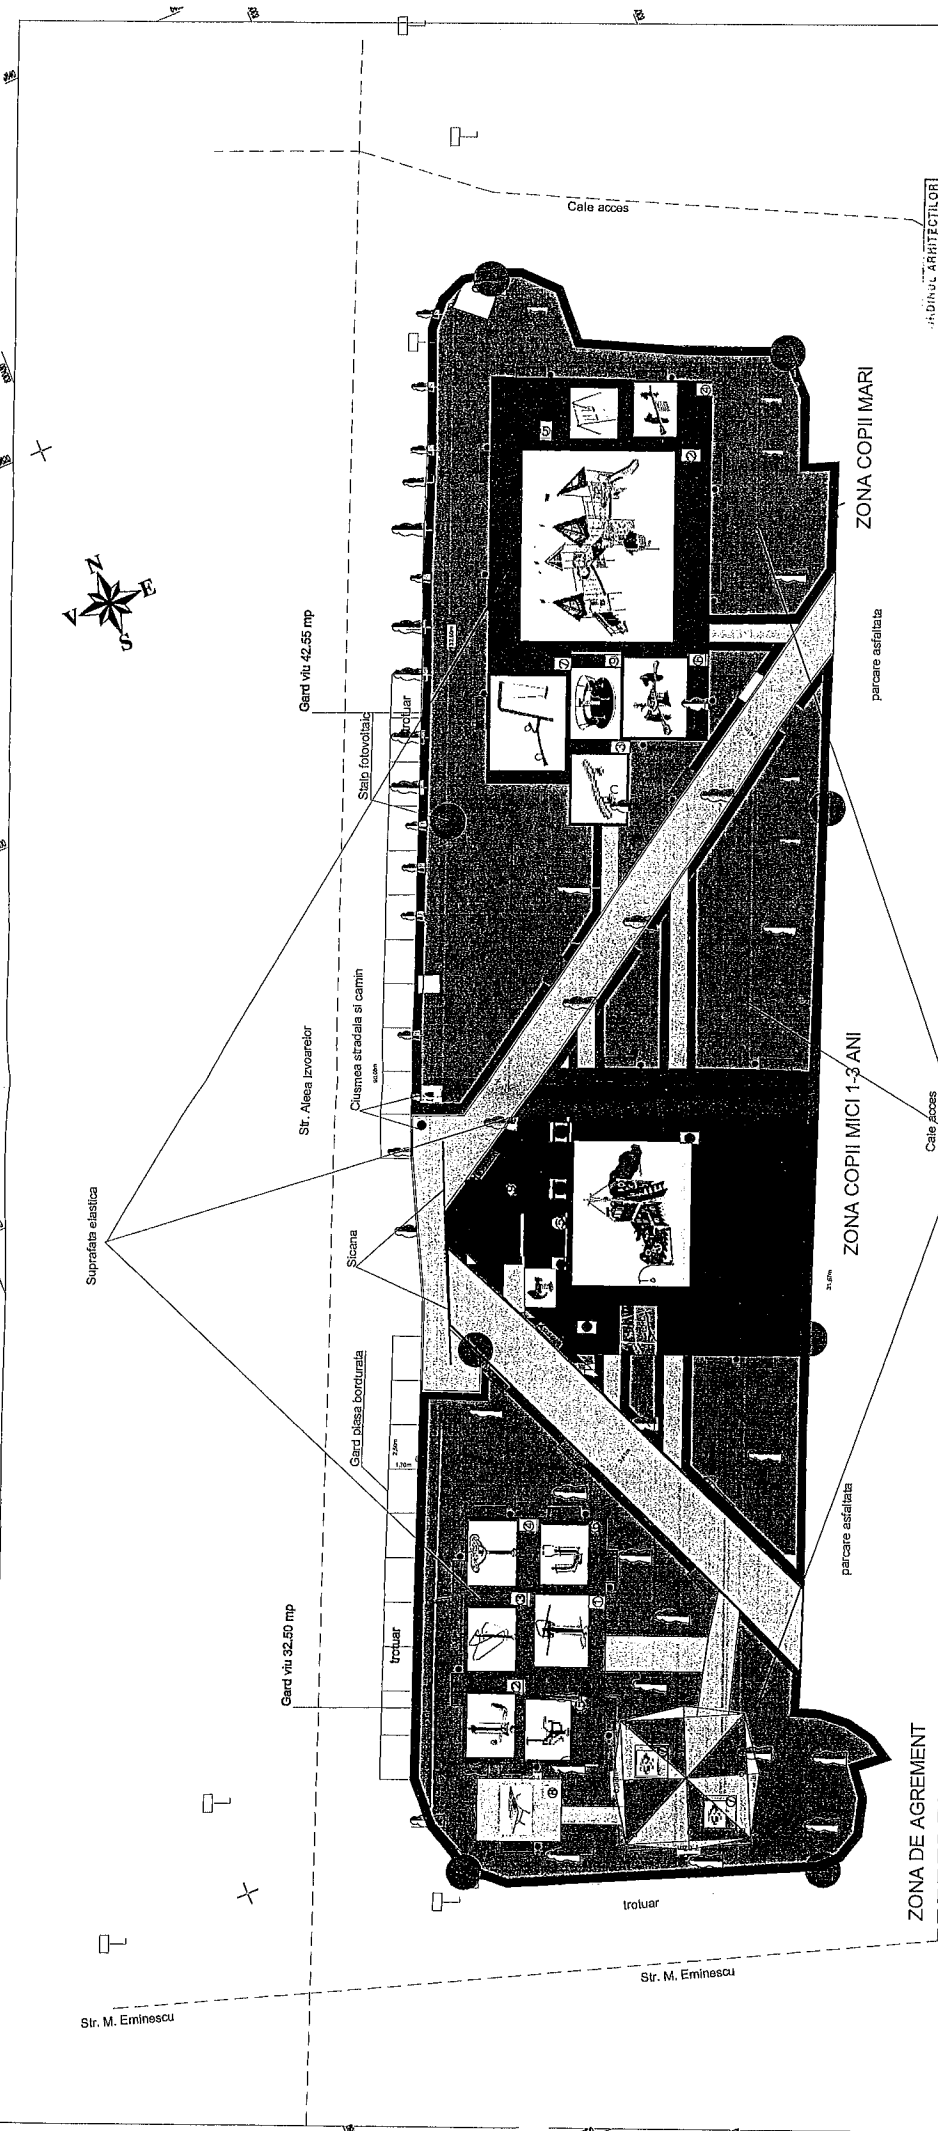 Cale acces
ORDINUL ARHITECTILOR
ZONA COPII MARI
N
E
V
S
Gard viu 42.55 mp
Stalp fotovoltaic
trotuar
parcare asfaltata
Str. Aleea Izvoarelor
Ciusmea stradala si camin
ZONA COPII MICI 1-3 ANI
Cale acces
Suprafata elastica
Sicana
Gard plasa bordurata
2,50m
1,70m
parcare asfaltata
Gard viu 32.50 mp
trotuar
ZONA DE AGREMENT
trotuar
Str. M. Eminescu
Str. M. Eminescu